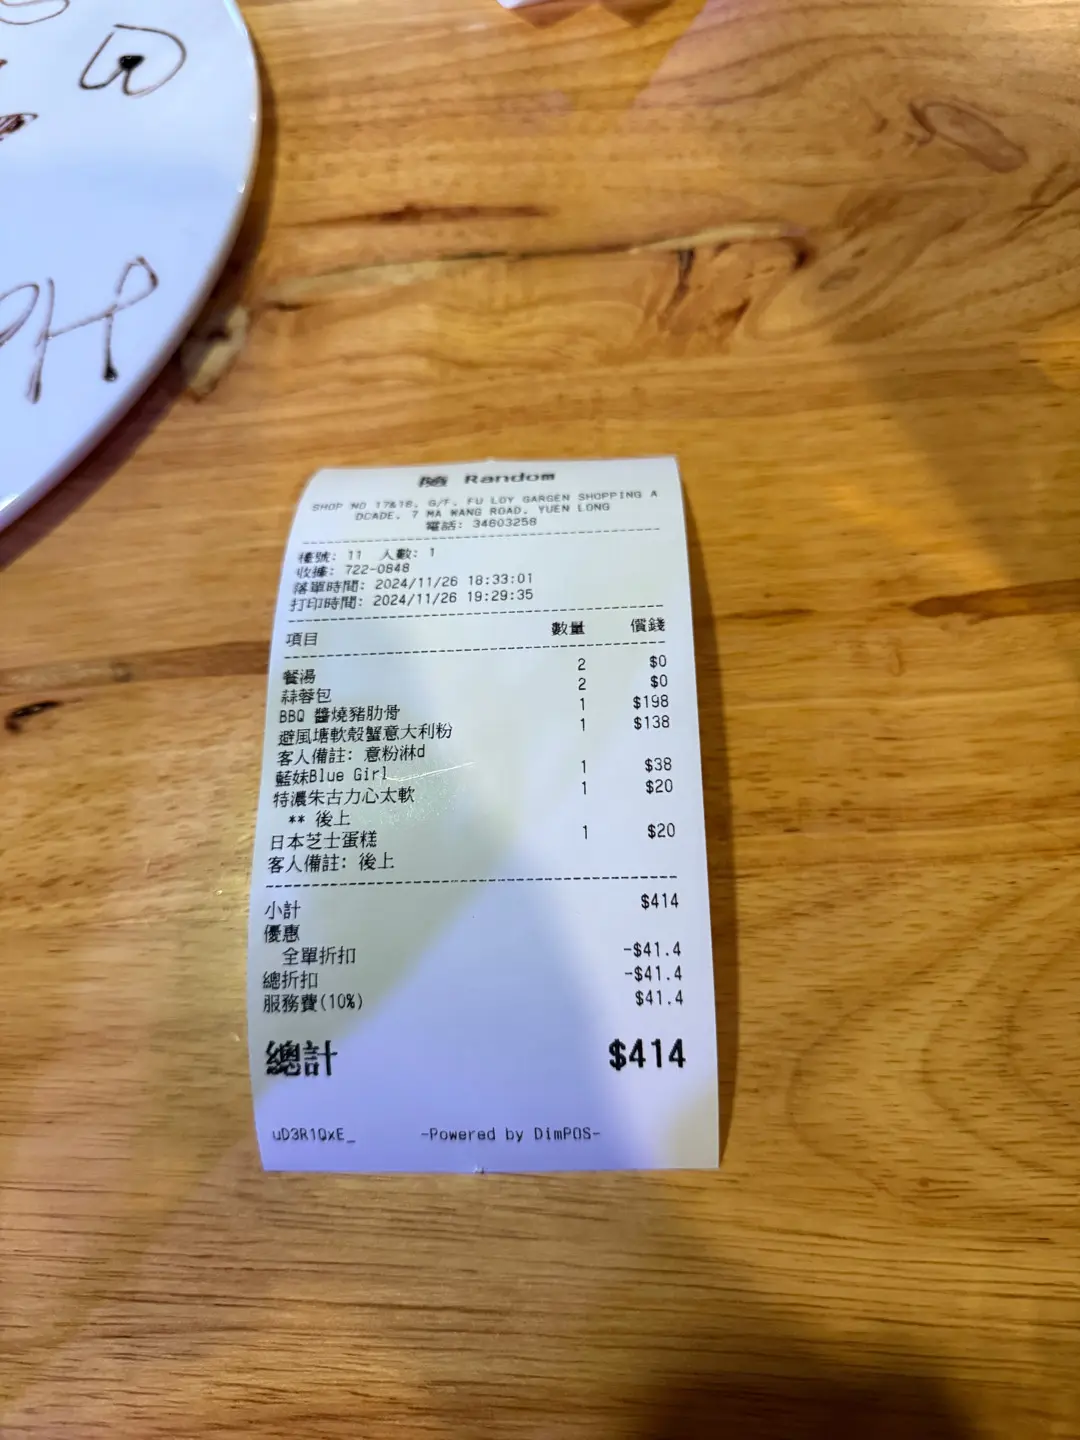 隨 Random
SHOP NO 17&18, G/F, FU LOY GARGEN SHOPPING A
DCADE, 7 MA WANG ROAD, YUEN LONG
電話: 34603258
檯號: 11 人數: 1
收據: 722-0848
落單時間: 2024/11/26 18:33:01
打印時間: 2024/11/26 19:29:35
項目 數量 價錢
餐湯 2 $0
蒜蓉包 2 $0
BBQ 醬燒豬肋骨 1 $198
避風塘軟殼蟹意大利粉 1 $138
客人備註: 意粉淋d
藍妹Blue Girl 1 $38
特濃朱古力心太軟 1 $20
** 後上
日本芝士蛋糕 1 $20
客人備註: 後上
小計 $414
優惠
全單折扣 -$41.4
總折扣 -$41.4
服務費(10%) $41.4
總計 $414
uD3R1QxE_ -Powered by DimPOS-